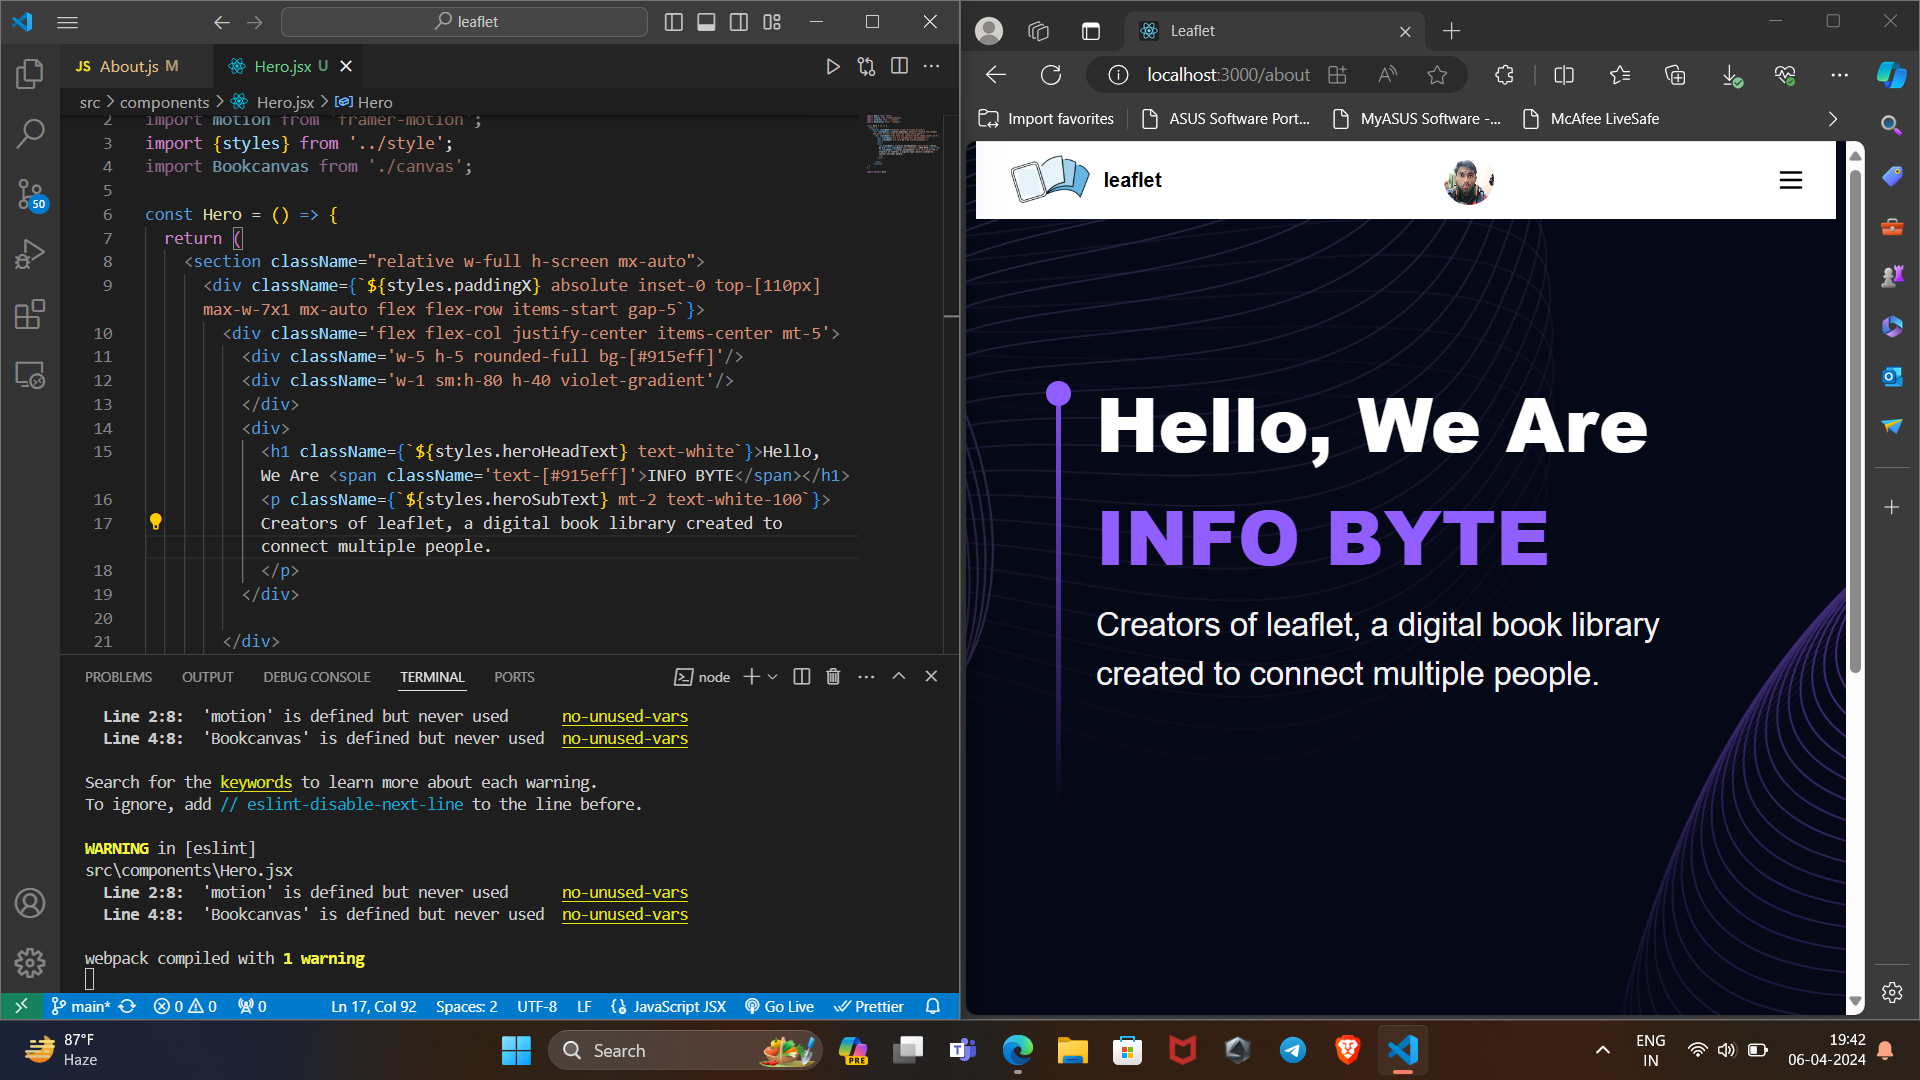 leaflet
JS About.js M
Hero.jsx U
src > components > Hero.jsx > Hero
2 import motion from 'framer-motion';
3 import {styles} from '../style';
4 import Bookcanvas from './canvas';
5
6 const Hero = () => {
7 return (
8 <section className="relative w-full h-screen mx-auto">
9 <div className={`${styles.paddingX} absolute inset-0 top-[110px]
max-w-7x1 mx-auto flex flex-row items-start gap-5`}>
10 <div className='flex flex-col justify-center items-center mt-5'>
11 <div className='w-5 h-5 rounded-full bg-[#915eff]'/>
12 <div className='w-1 sm:h-80 h-40 violet-gradient'/>
13 </div>
14 <div>
15 <h1 className={`${styles.heroHeadText} text-white`}>Hello,
We Are <span className='text-[#915eff]'>INFO BYTE</span></h1>
16 <p className={`${styles.heroSubText} mt-2 text-white-100`}>
17 Creators of leaflet, a digital book library created to
connect multiple people.
18 </p>
19 </div>
20
21 </div>
50
PROBLEMS OUTPUT DEBUG CONSOLE TERMINAL PORTS
node
Line 2:8: 'motion' is defined but never used no-unused-vars
Line 4:8: 'Bookcanvas' is defined but never used no-unused-vars
Search for the keywords to learn more about each warning.
To ignore, add // eslint-disable-next-line to the line before.
WARNING in [eslint]
src\components\Hero.jsx
Line 2:8: 'motion' is defined but never used no-unused-vars
Line 4:8: 'Bookcanvas' is defined but never used no-unused-vars
webpack compiled with 1 warning
main* 0 0 0 Ln 17, Col 92 Spaces: 2 UTF-8 LF {} JavaScript JSX Go Live Prettier
Leaflet
localhost:3000/about
Import favorites ASUS Software Port... MyASUS Software -... McAfee LiveSafe
leaflet
Hello, We Are
INFO BYTE
Creators of leaflet, a digital book library
created to connect multiple people.
87°F
Haze
Search
PRE
ENG
IN
19:42
06-04-2024